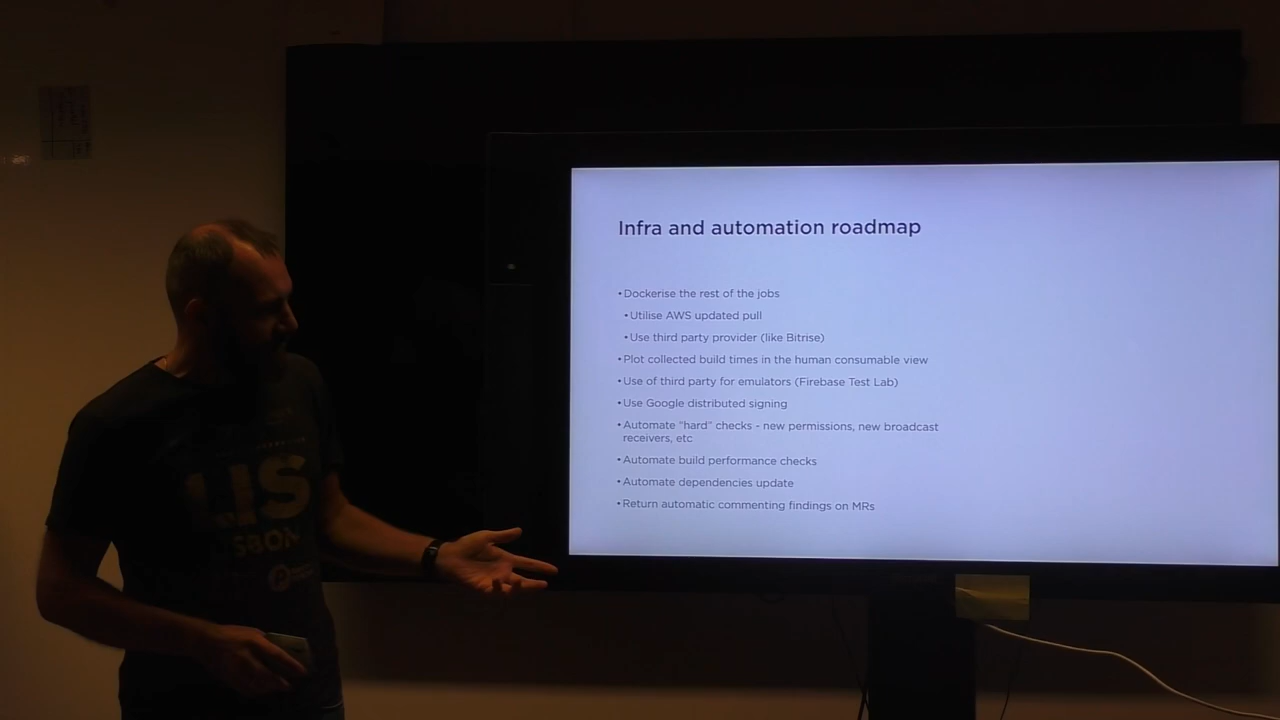 Infra and automation roadmap
•Dockerise the rest of the jobs
•Utilise AWS updated pull
•Use third party provider (like Bitrise)
•Plot collected build times in the human consumable view
•Use of third party for emulators (Firebase Test Lab)
•Use Google distributed signing
•Automate "hard" checks - new permissions, new broadcast
receivers, etc
•Automate build performance checks
•Automate dependencies update
•Return automatic commenting findings on MRs
LIS
SBON